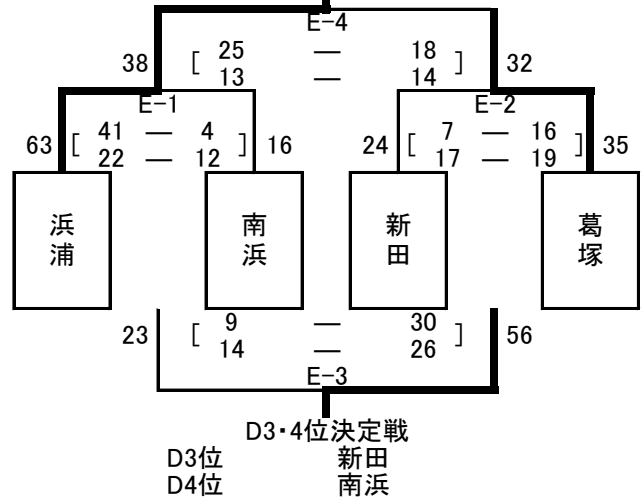 E-4
38 [ 25 — 18 ] 32
13 — 14
E-1 E-2
63 [ 41 — 4 ] 16 24 [ 7 — 16 ] 35
22 — 12 17 — 19
浜浦 南浜 新田 葛塚
23 [ 9 — 30 ] 56
14 — 26
E-3
D3・4位決定戦
D3位 新田
D4位 南浜